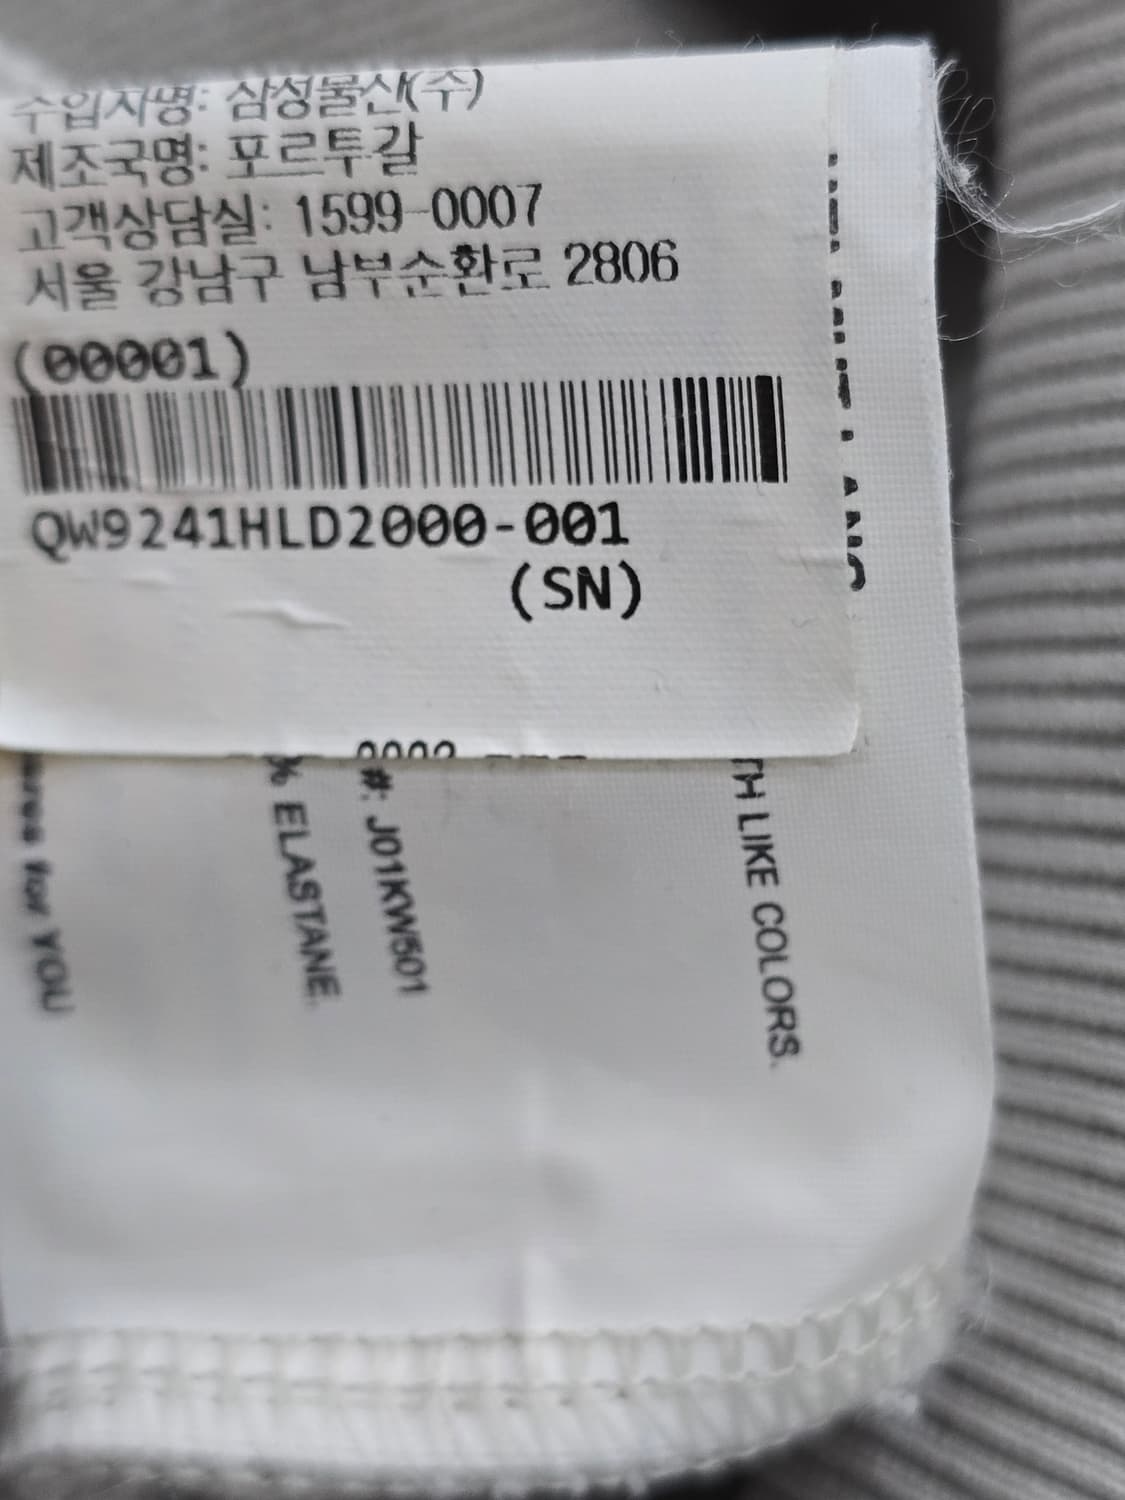 수입자명: 삼성물산(주)
제조국명: 포르투갈
고객상담실: 1599-0007
서울 강남구 남부순환로 2806
(00001)
QW9241HLD2000-001
(SN)
for YOU
% ELASTANE.
#: J01KW501
LIKE COLORS.